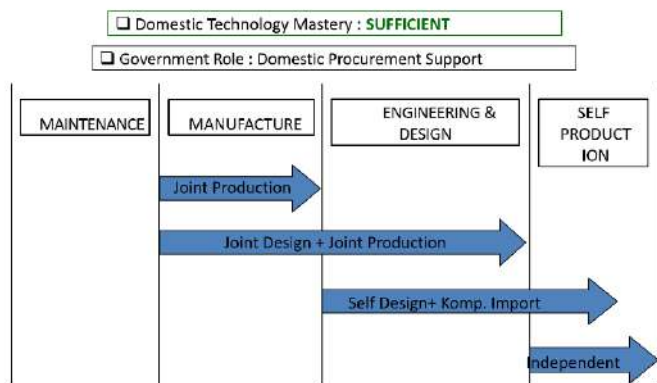 ❑ Domestic Technology Mastery : SUFFICIENT
❑ Government Role : Domestic Procurement Support
MAINTENANCE
MANUFACTURE
ENGINEERING &
DESIGN
SELF
PRODUCT
ION
Joint Production
Joint Design + Joint Production
Self Design+ Komp. Import
Independent